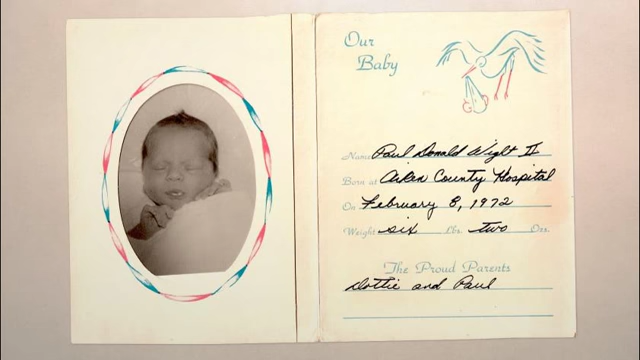 Our
Baby
Name Paul Donald Wight II
Born at Aiken County Hospital
On February 8, 1972
Weight six Lbs. two Ozs.
The Proud Parents
Dottie and Paul